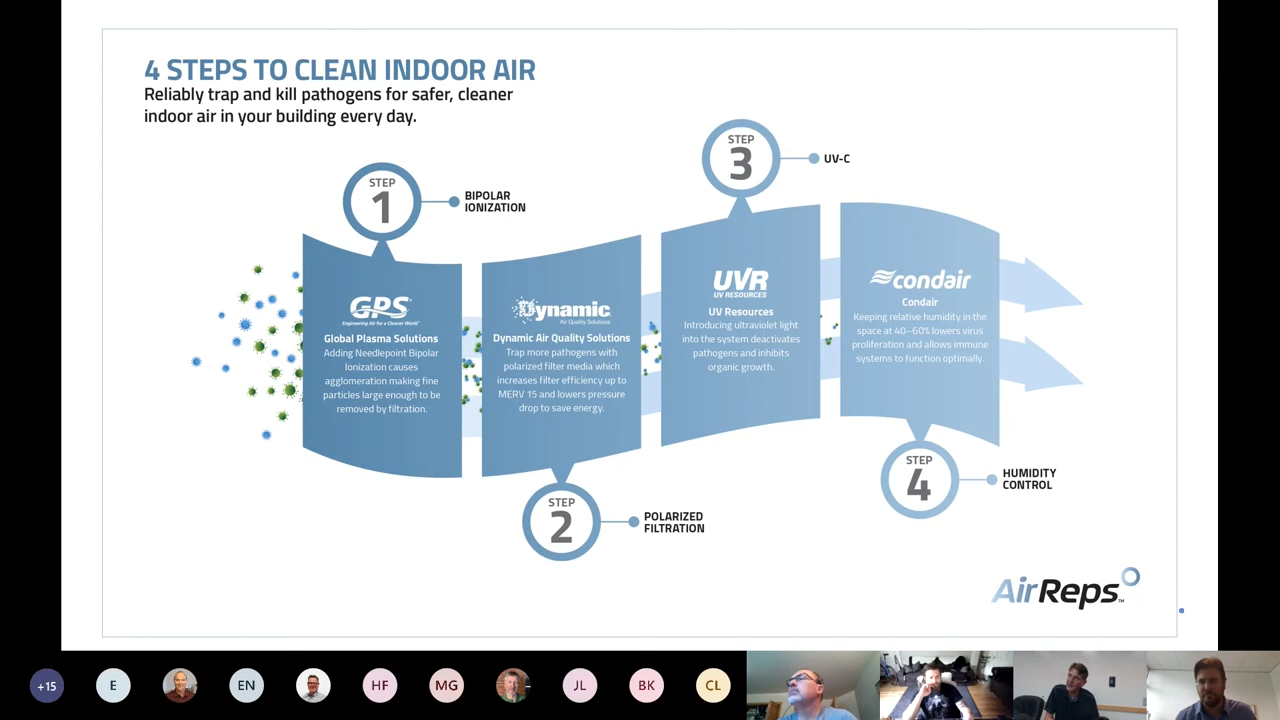 4 STEPS TO CLEAN INDOOR AIR
Reliably trap and kill pathogens for safer, cleaner
indoor air in your building every day.
STEP
1
BIPOLAR
IONIZATION
GPS
Engineering Air for a Cleaner World
Global Plasma Solutions
Adding Needlepoint Bipolar
Ionization causes
agglomeration making fine
particles large enough to be
removed by filtration.
Dynamic
Air Quality Solutions
Dynamic Air Quality Solutions
Trap more pathogens with
polarized filter media which
increases filter efficiency up to
MERV 15 and lowers pressure
drop to save energy.
STEP
2
POLARIZED
FILTRATION
STEP
3
UV-C
UVR
UV RESOURCES
UV Resources
Introducing ultraviolet light
into the system deactivates
pathogens and inhibits
organic growth.
condair
Condair
Keeping relative humidity in the
space at 40–60% lowers virus
proliferation and allows immune
systems to function optimally.
STEP
4
HUMIDITY
CONTROL
AirReps™
+15
E
EN
HF
MG
JL
BK
CL